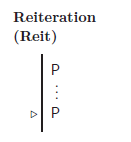 Reiteration
(Reit)
P
⋮
▷ P